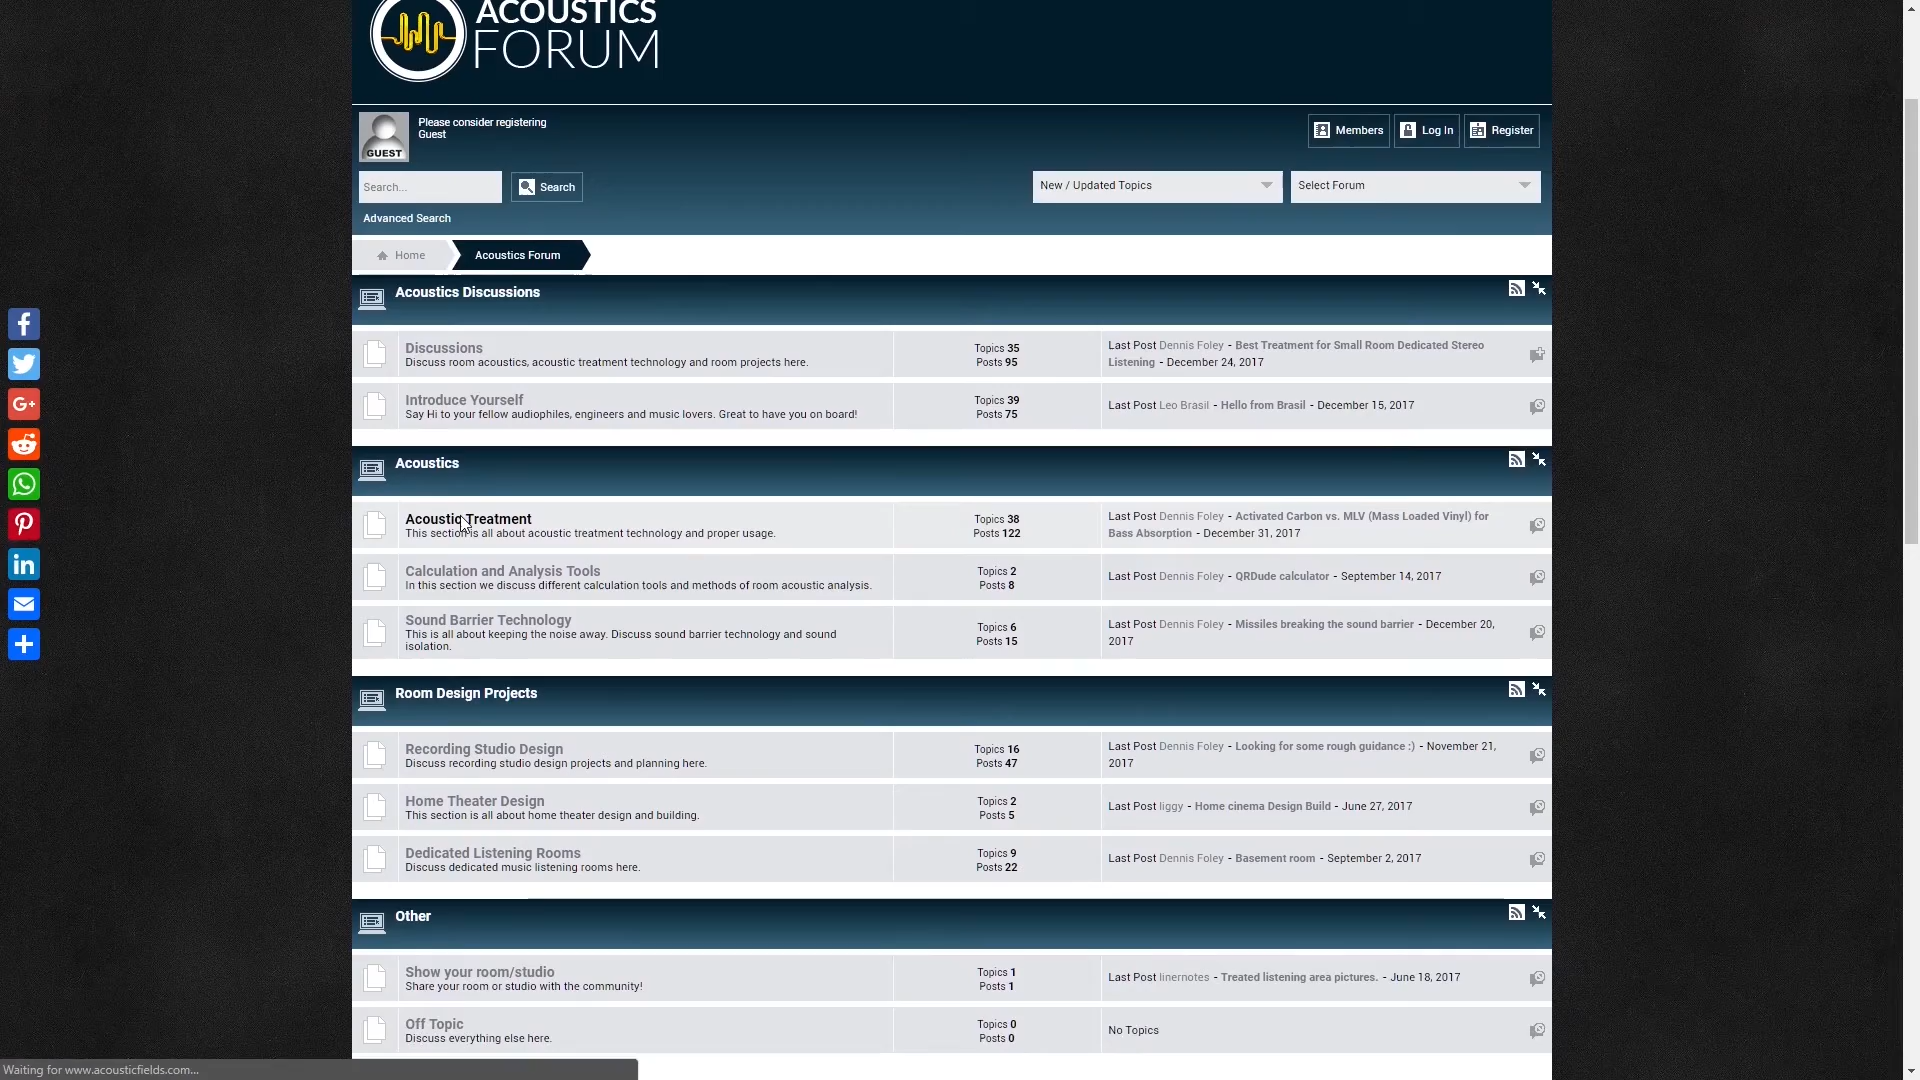 ACOUSTICS
FORUM
GUEST
Please consider registering
Guest
Members
Log In
Register
Search...
Search
New / Updated Topics
Select Forum
Advanced Search
Home
Acoustics Forum
Acoustics Discussions
Discussions
Discuss room acoustics, acoustic treatment technology and room projects here.
Topics 35
Posts 95
Last Post Dennis Foley - Best Treatment for Small Room Dedicated Stereo
Listening - December 24, 2017
Introduce Yourself
Say Hi to your fellow audiophiles, engineers and music lovers. Great to have you on board!
Topics 39
Posts 75
Last Post Leo Brasil - Hello from Brasil - December 15, 2017
Acoustics
Acoustic Treatment
This section is all about acoustic treatment technology and proper usage.
Topics 38
Posts 122
Last Post Dennis Foley - Activated Carbon vs. MLV (Mass Loaded Vinyl) for
Bass Absorption - December 31, 2017
Calculation and Analysis Tools
In this section we discuss different calculation tools and methods of room acoustic analysis.
Topics 2
Posts 8
Last Post Dennis Foley - QRDude calculator - September 14, 2017
Sound Barrier Technology
This is all about keeping the noise away. Discuss sound barrier technology and sound
isolation.
Topics 6
Posts 15
Last Post Dennis Foley - Missiles breaking the sound barrier - December 20,
2017
Room Design Projects
Recording Studio Design
Discuss recording studio design projects and planning here.
Topics 16
Posts 47
Last Post Dennis Foley - Looking for some rough guidance :) - November 21,
2017
Home Theater Design
This section is all about home theater design and building.
Topics 2
Posts 5
Last Post liggy - Home cinema Design Build - June 27, 2017
Dedicated Listening Rooms
Discuss dedicated music listening rooms here.
Topics 9
Posts 22
Last Post Dennis Foley - Basement room - September 2, 2017
Other
Show your room/studio
Share your room or studio with the community!
Topics 1
Posts 1
Last Post linernotes - Treated listening area pictures. - June 18, 2017
Off Topic
Discuss everything else here.
Topics 0
Posts 0
No Topics
Waiting for www.acousticfields.com...